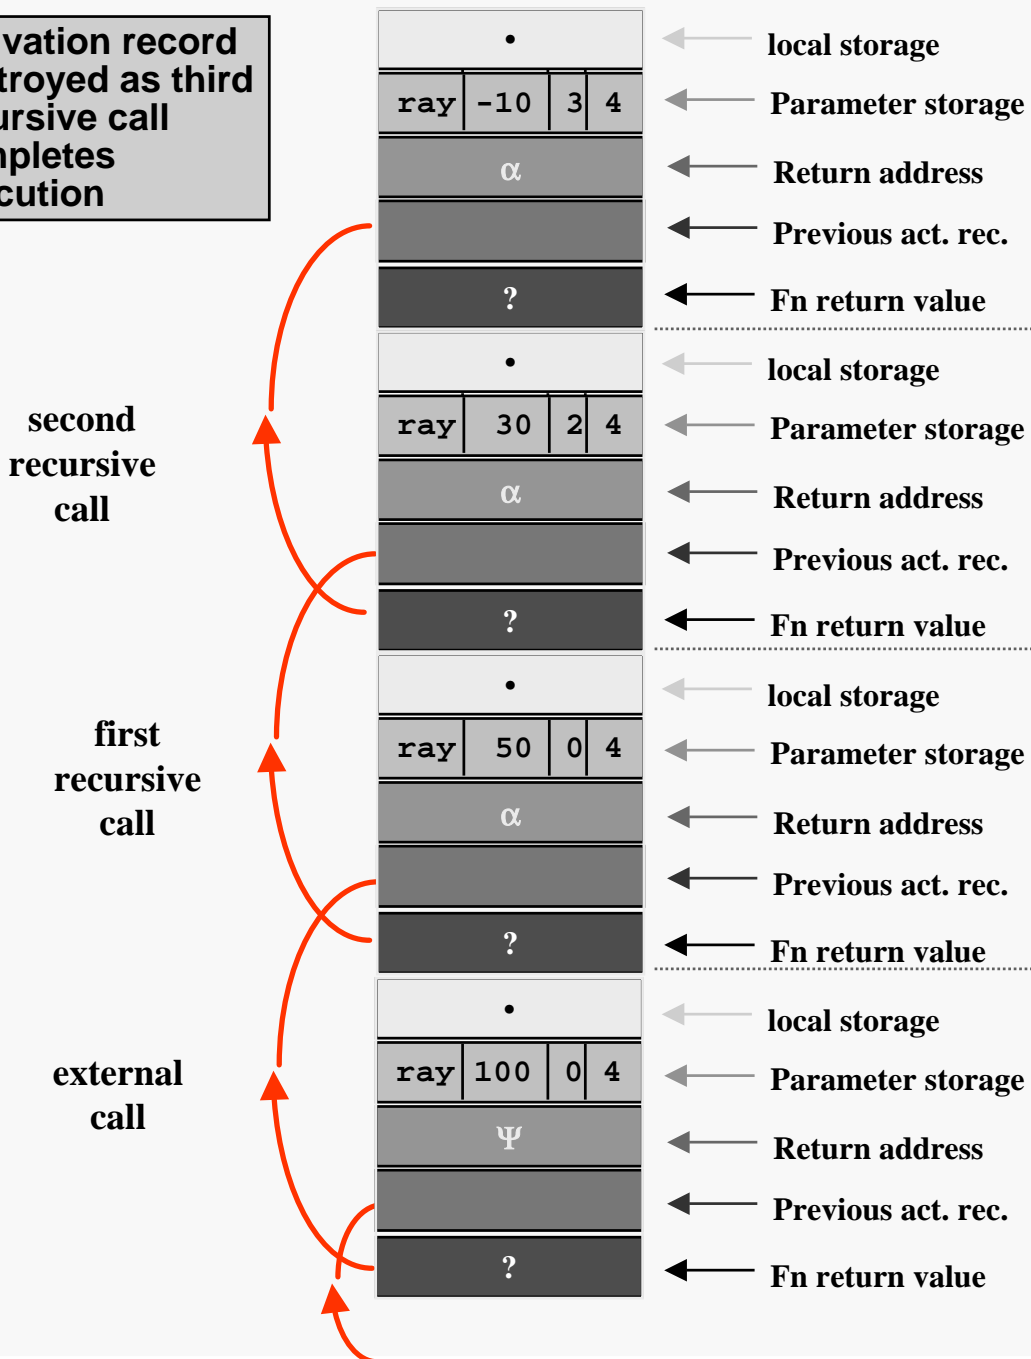 vation record
troyed as third
ursive call
npletes
cution
• local storage
ray -10 3 4 Parameter storage
α Return address
Previous act. rec.
? Fn return value
second
recursive
call
• local storage
ray 30 2 4 Parameter storage
α Return address
Previous act. rec.
? Fn return value
first
recursive
call
• local storage
ray 50 0 4 Parameter storage
α Return address
Previous act. rec.
? Fn return value
external
call
• local storage
ray 100 0 4 Parameter storage
Ψ Return address
Previous act. rec.
? Fn return value